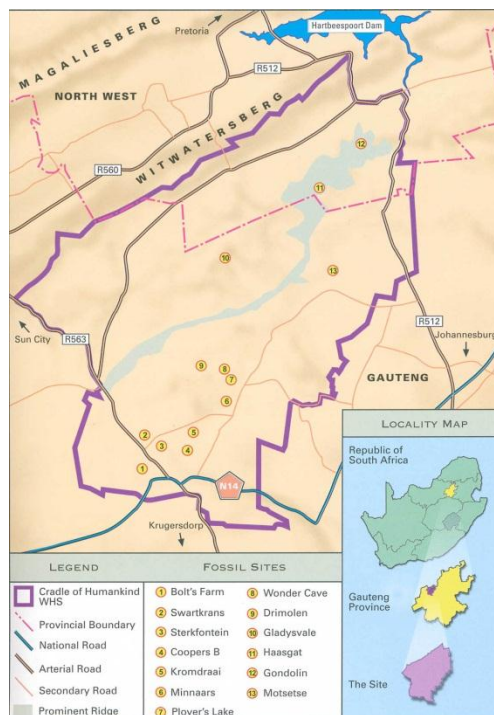 Hartbeespoort Dam
Pretoria
MAGALIESBERG
R512
NORTH WEST
WITWATERSBERG
R560
12
11
10
13
Sun City
R563
R512
Johannesburg
9
8
7
GAUTENG
6
5
2
3
4
1
N14
Krugersdorp
LOCALITY MAP
Republic of
South Africa
Gauteng
Province
The Site
LEGEND
Cradle of Humankind
WHS
Provincial Boundary
National Road
Arterial Road
Secondary Road
Prominent Ridge
FOSSIL SITES
1 Bolt's Farm
2 Swartkrans
3 Sterkfontein
4 Coopers B
5 Kromdraai
6 Minnaars
7 Plover's Lake
8 Wonder Cave
9 Drimolen
10 Gladysvale
11 Haasgat
12 Gondolin
13 Motsetse